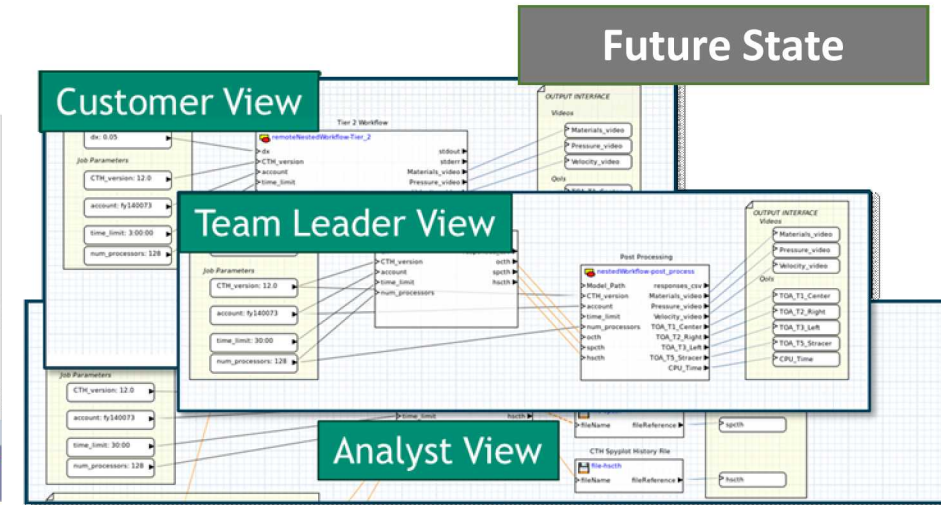 Future State
Customer View
OUTPUT INTERFACE
Videos
Tier 2 Workflow
dx: 0.05
remoteNestedWorkflow-Tier_2
Materials_video
dx
stdout
Pressure_video
Job Parameters
CTH_version
stderr
Velocity_video
CTH_version: 12.0
account
Materials_video
time_limit
Pressure_video
QoIs
account: fy140073
time_limit: 3:00:00
num_processors: 128
Team Leader View
OUTPUT INTERFACE
Videos
Materials_video
Pressure_video
Velocity_video
QoIs
TOA_T1_Center
TOA_T2_Right
TOA_T3_Left
TOA_T5_Stracer
CPU_Time
Job Parameters
CTH_version: 12.0
account: fy140073
time_limit: 30:00
num_processors: 128
CTH_version
octh
account
spcth
time_limit
hscth
num_processors
Post Processing
nestedWorkflow-post_process
Model_Path
responses_csv
CTH_version
Materials_video
account
Pressure_video
time_limit
Velocity_video
num_processors
TOA_T1_Center
octh
TOA_T2_Right
spcth
TOA_T3_Left
hscth
TOA_T5_Stracer
CPU_Time
Job Parameters
CTH_version: 12.0
account: fy140073
time_limit: 30:00
num_processors: 128
time_limit
hscth
Analyst View
fileName
fileReference
spcth
CTH Spyplot History File
file-hscth
fileName
fileReference
hscth